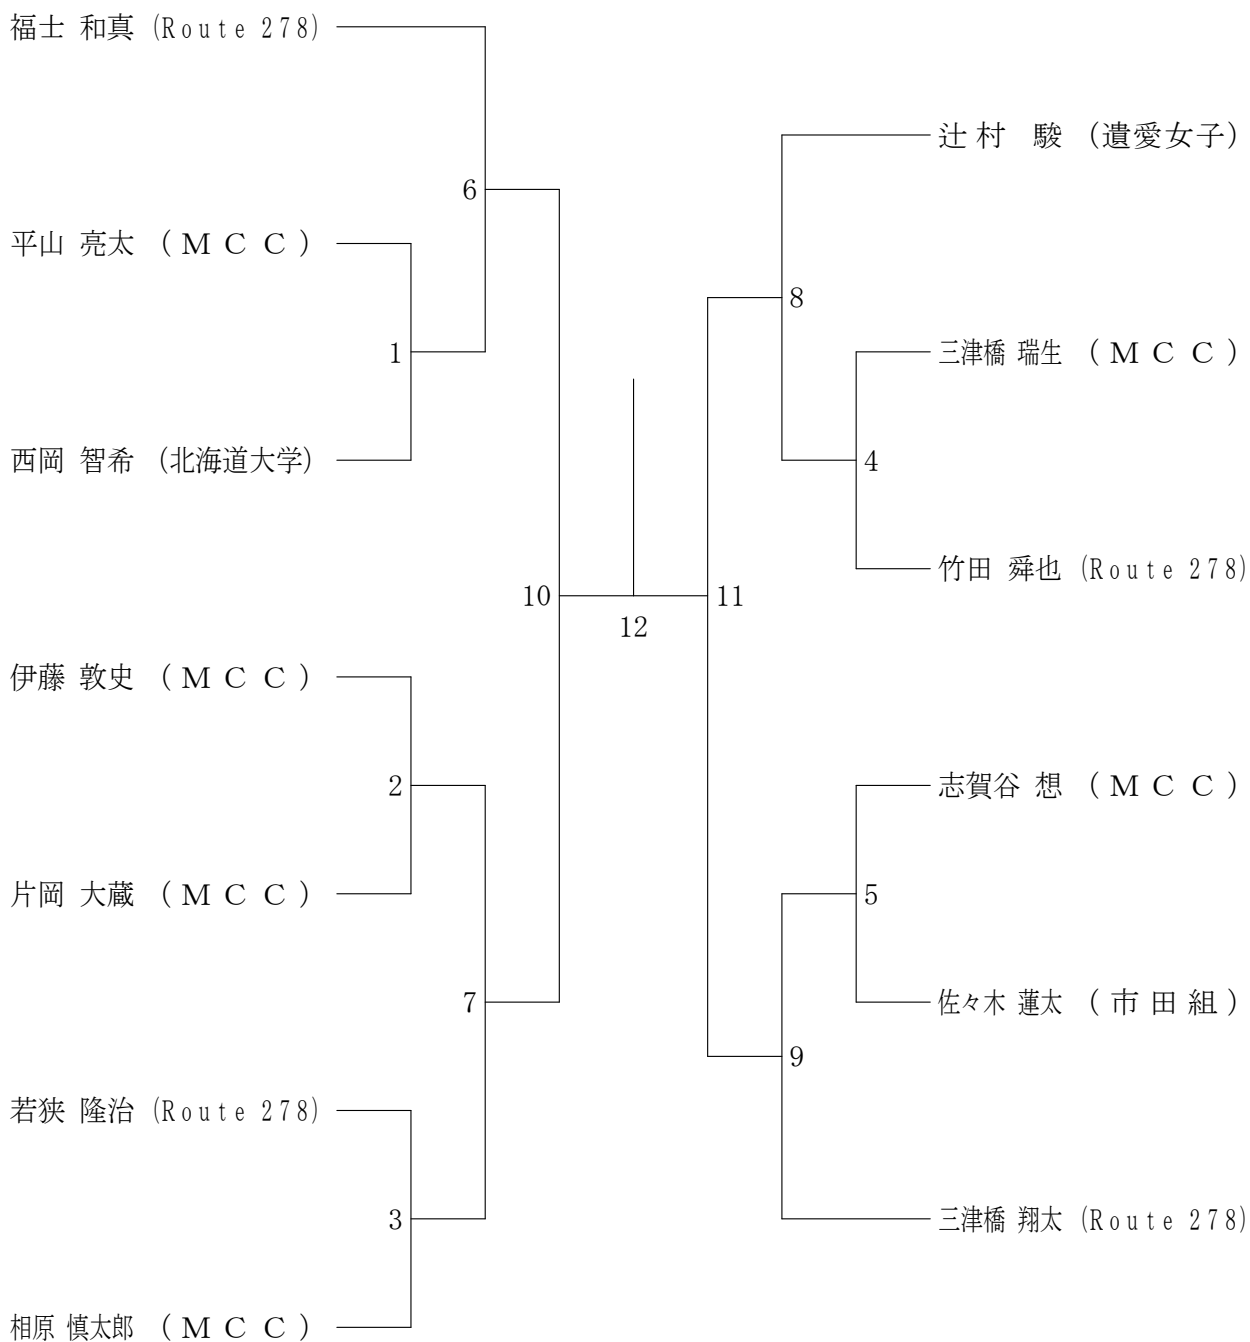 福士 和真 (Route 278)
平山 亮太 (ＭＣＣ)
西岡 智希 (北海道大学)
伊藤 敦史 (ＭＣＣ)
片岡 大蔵 (ＭＣＣ)
若狭 隆治 (Route 278)
相原 慎太郎 (ＭＣＣ)
6
1
2
7
3
10
12
11
8
4
5
9
辻村 駿 (遺愛女子)
三津橋 瑞生 (ＭＣＣ)
竹田 舜也 (Route 278)
志賀谷 想 (ＭＣＣ)
佐々木 蓮太 (市田組)
三津橋 翔太 (Route 278)